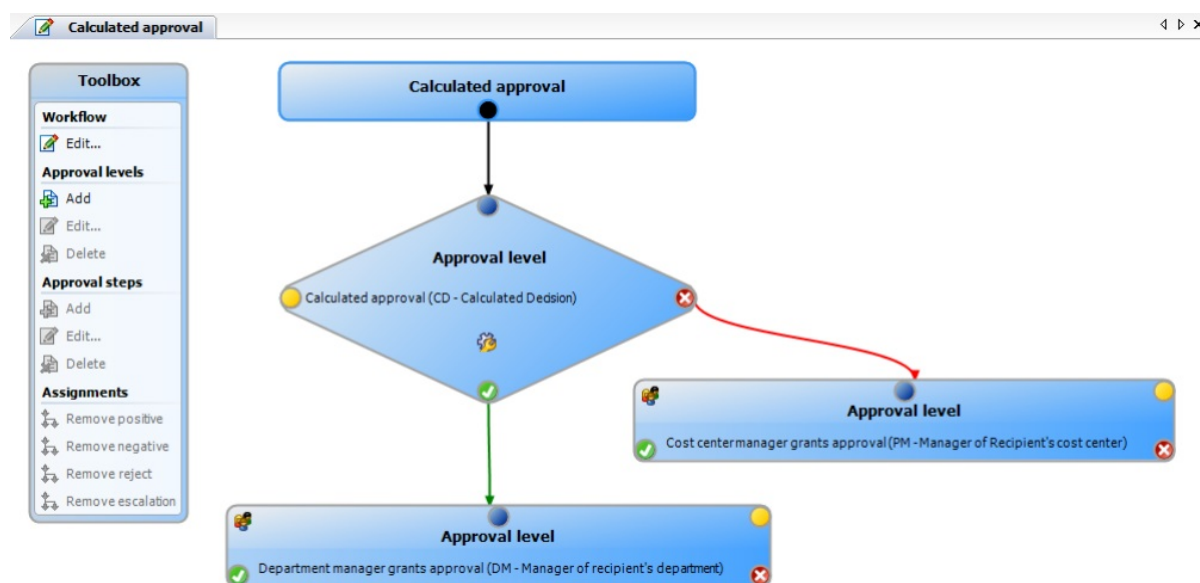 Calculated approval
Toolbox
Workflow
Edit...
Approval levels
Add
Edit...
Delete
Approval steps
Add
Edit...
Delete
Assignments
Remove positive
Remove negative
Remove reject
Remove escalation
Calculated approval
Approval level
Calculated approval (CD - Calculated Decision)
Approval level
Cost center manager grants approval (PM - Manager of Recipient's cost center)
Approval level
Department manager grants approval (DM - Manager of recipient's department)